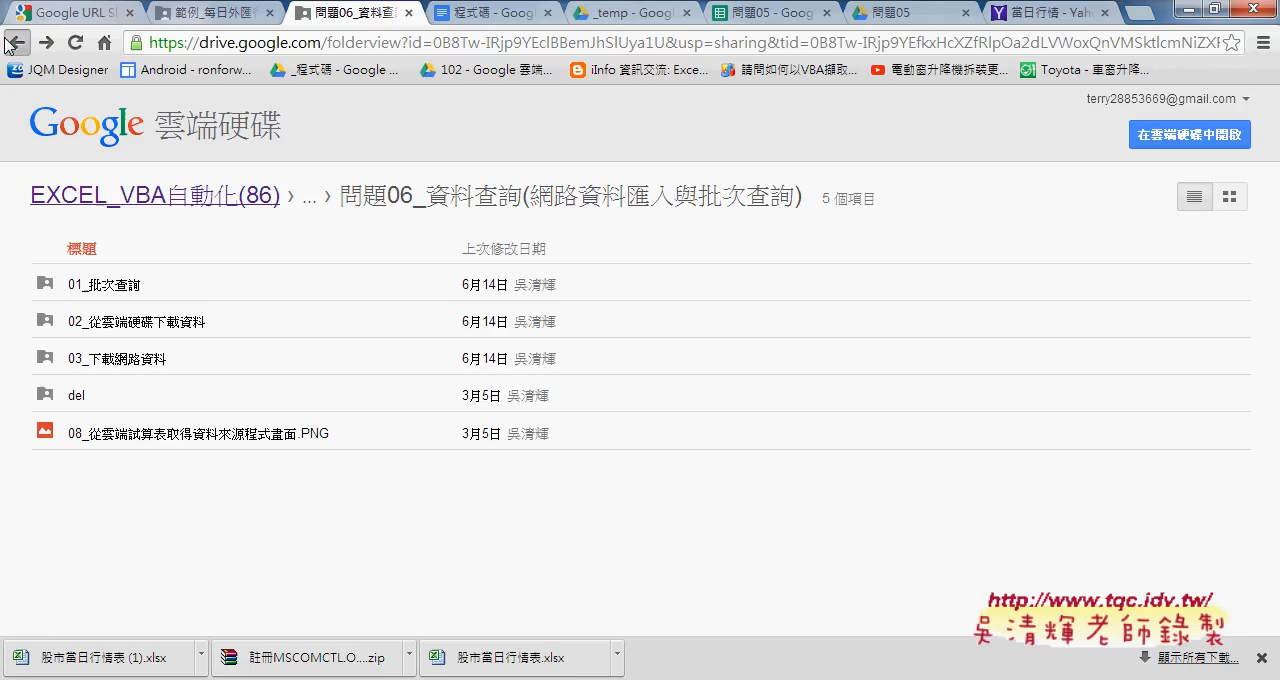 Google URL S
範例_每日外匯
問題06_資料查
程式碼 - Goog
_temp - Goog
問題05 - Goog
問題05
當日行情 - Yah
https://drive.google.com/folderview?id=0B8Tw-IRjp9YEclBBemJhSlUya1U&usp=sharing&tid=0B8Tw-IRjp9YEfkxHcXZfRlpOa2dLVWoxQnVMSktlcmNiZXF
JQM Designer
Android - ronforw...
_程式碼 - Google ...
102 - Google 雲端...
iInfo 資訊交流: Exce...
請問如何以VBA擷取...
電動窗升降機拆裝更...
Toyota - 車窗升降...
terry28853669@gmail.com
Google 雲端硬碟
在雲端硬碟中開啟
EXCEL_VBA自動化(86) › ... › 問題06_資料查詢(網路資料匯入與批次查詢) 5 個項目
標題 上次修改日期
01_批次查詢 6月14日 吳清輝
02_從雲端硬碟下載資料 6月14日 吳清輝
03_下載網路資料 6月14日 吳清輝
del 3月5日 吳清輝
08_從雲端試算表取得資料來源程式畫面.PNG 3月5日 吳清輝
http://www.tqc.idv.tw/
吳清輝老師錄製
股市當日行情表 (1).xlsx
註冊MSCOMCTL.O....zip
股市當日行情表.xlsx
顯示所有下載...